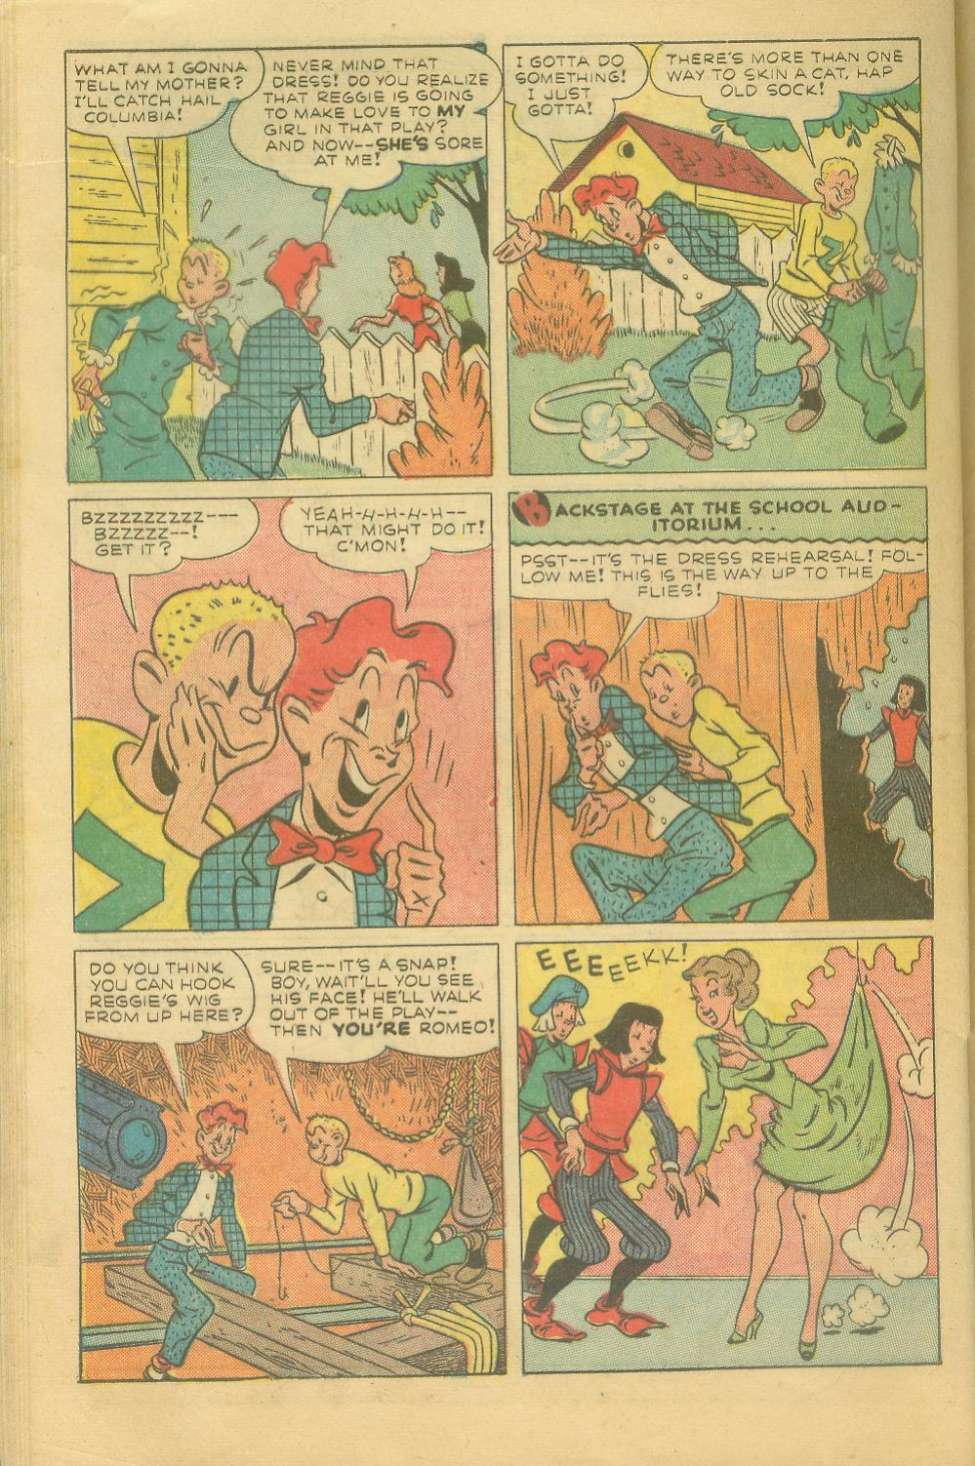 WHAT AM I GONNA
TELL MY MOTHER?
I'LL CATCH HAIL
COLUMBIA!
NEVER MIND THAT
DRESS! DO YOU REALIZE
THAT REGGIE IS GOING
TO MAKE LOVE TO MY
GIRL IN THAT PLAY?
AND NOW--SHE'S SORE
AT ME!
I GOTTA DO
SOMETHING!
I JUST
GOTTA!
THERE'S MORE THAN ONE
WAY TO SKIN A CAT, HAP
OLD SOCK!
Z
BZZZZZZZZZ---
BZZZZZ--!
GET IT?
YEAH-H-H-H-H--
THAT MIGHT DO IT!
C'MON!
BACKSTAGE AT THE SCHOOL AUD-
ITORIUM...
PSST--IT'S THE DRESS REHEARSAL! FOL-
LOW ME! THIS IS THE WAY UP TO THE
FLIES!
DO YOU THINK
YOU CAN HOOK
REGGIE'S WIG
FROM UP HERE?
SURE--IT'S A SNAP!
BOY, WAIT'LL YOU SEE
HIS FACE! HE'LL WALK
OUT OF THE PLAY--
THEN YOU'RE ROMEO!
EEEEEEKK!